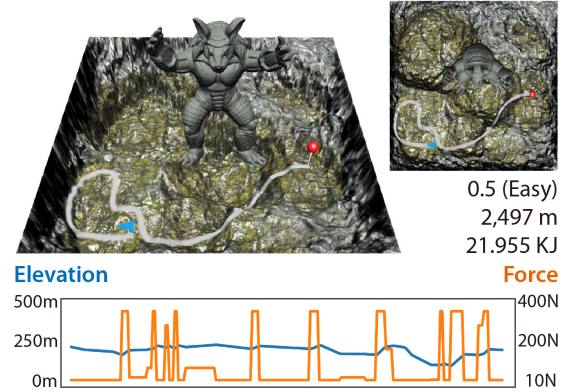 0.5 (Easy)
2,497 m
21.955 KJ
Elevation
Force
500m
400N
250m
200N
0m
10N